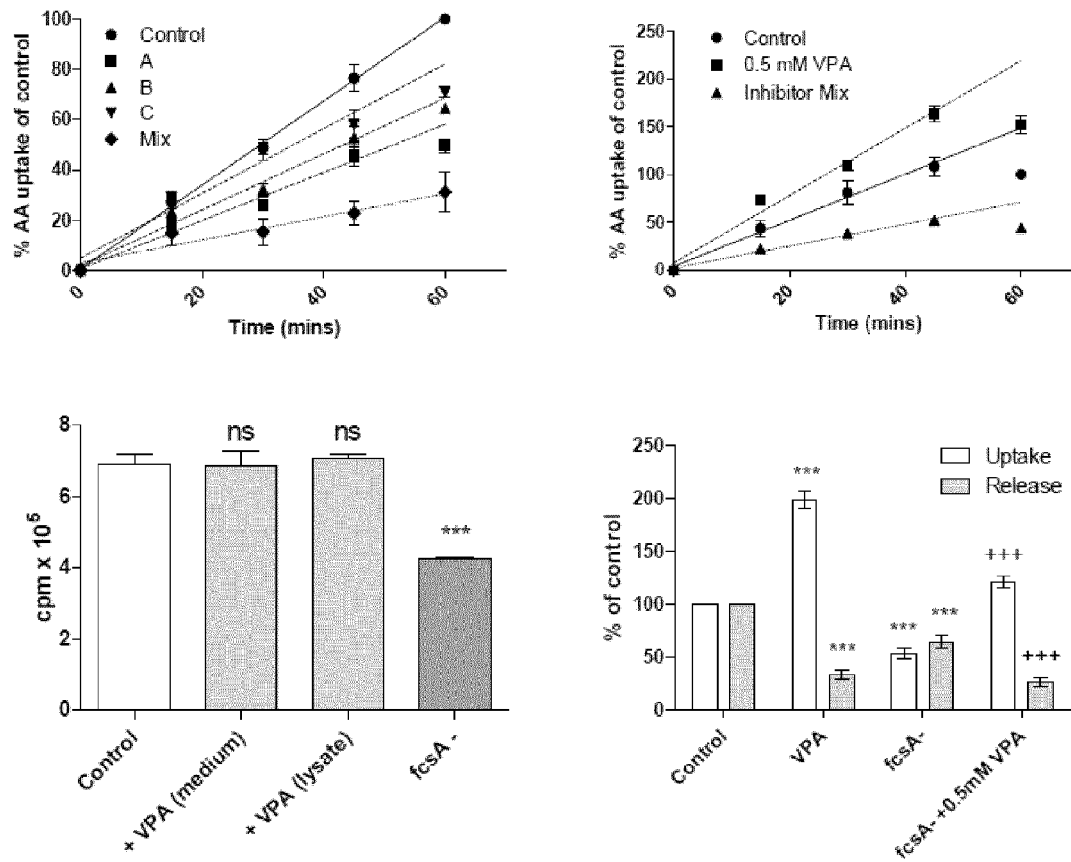 % AA uptake of control
100
80
60
40
20
0
Control
A
B
C
Mix
0
20
40
60
Time (mins)
% AA uptake of control
250
200
150
100
50
0
Control
0.5 mM VPA
Inhibitor Mix
0
20
40
60
Time (mins)
cpm x 10⁵
8
6
4
2
0
ns
ns
***
Control
+ VPA (medium)
+ VPA (lysate)
fcsA -
% of control
250
200
150
100
50
0
Uptake
Release
***
***
***
***
+++
+++
Control
VPA
fcsA-
fcsA- +0.5mM VPA